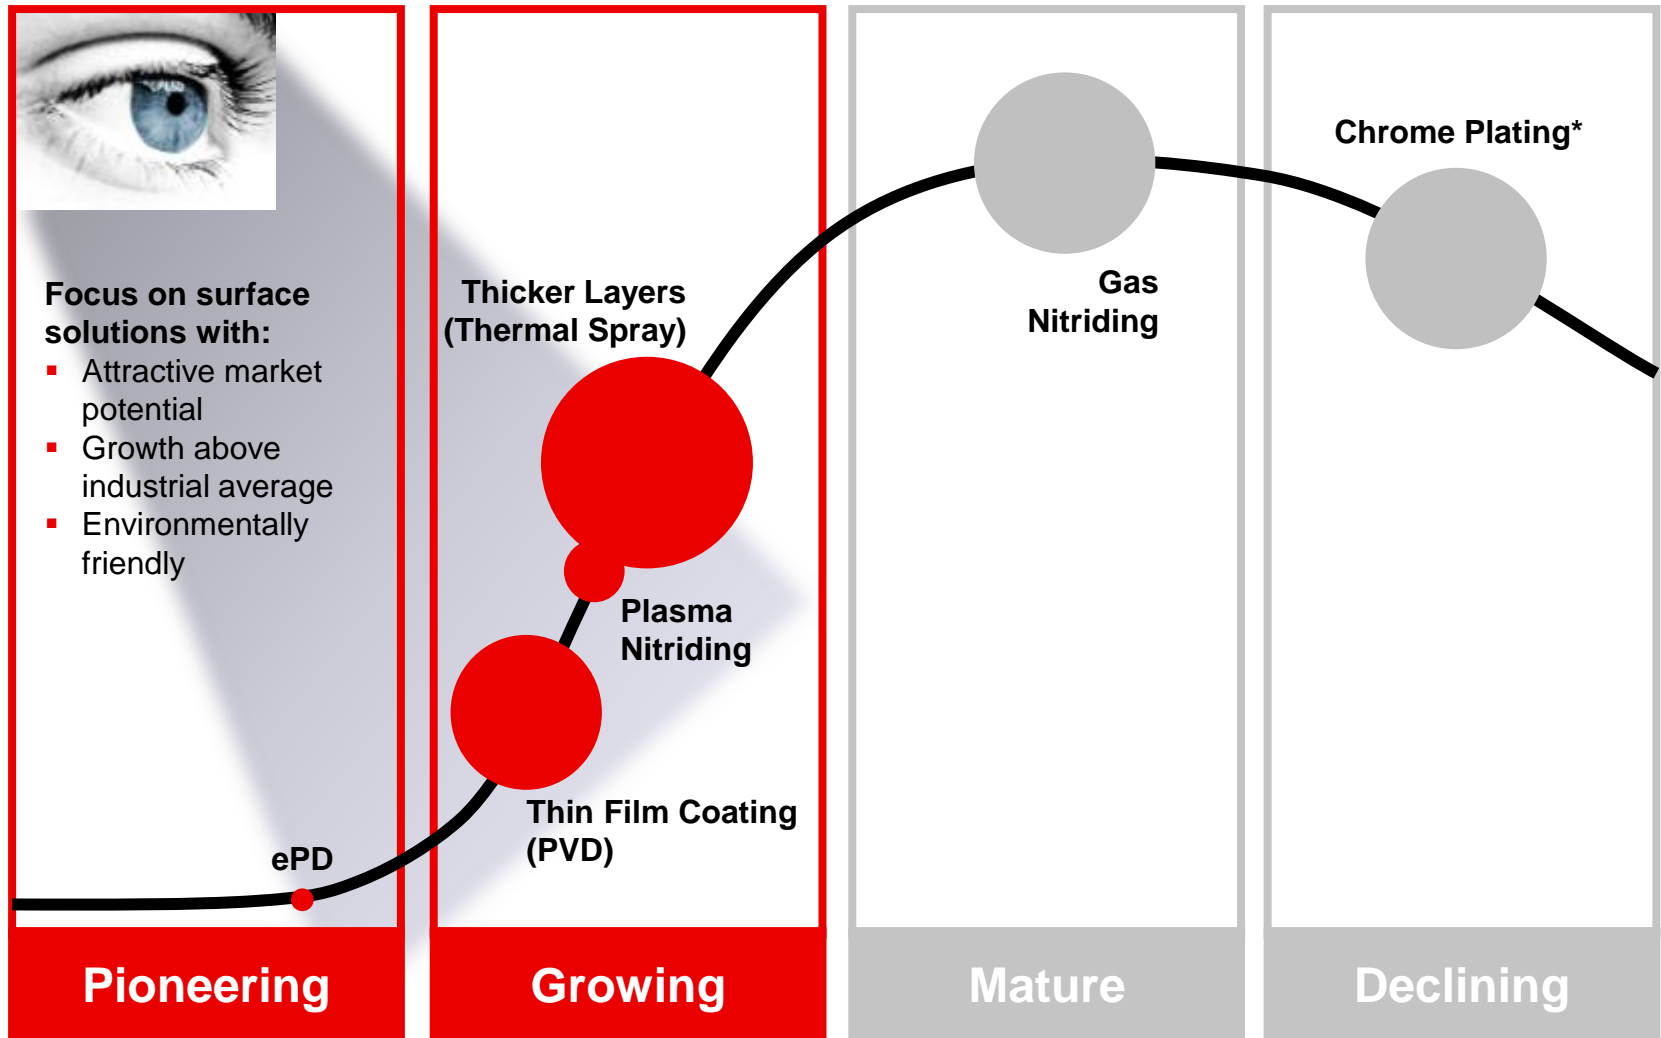 Focus on surface
solutions with:
▪ Attractive market
potential
▪ Growth above
industrial average
▪ Environmentally
friendly
ePD
Pioneering
Thicker Layers
(Thermal Spray)
Plasma
Nitriding
Thin Film Coating
(PVD)
Growing
Gas
Nitriding
Mature
Chrome Plating*
Declining